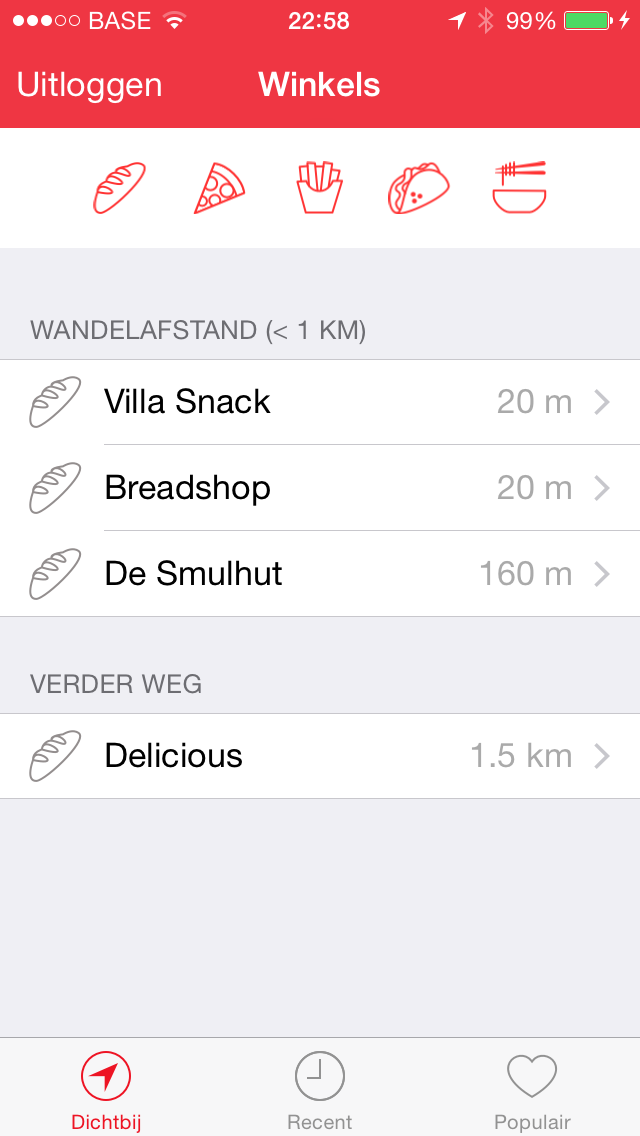 BASE 22:58 99%
Uitloggen Winkels
WANDELAFSTAND (< 1 KM)
Villa Snack 20 m
Breadshop 20 m
De Smulhut 160 m
VERDER WEG
Delicious 1.5 km
Dichtbij Recent Populair